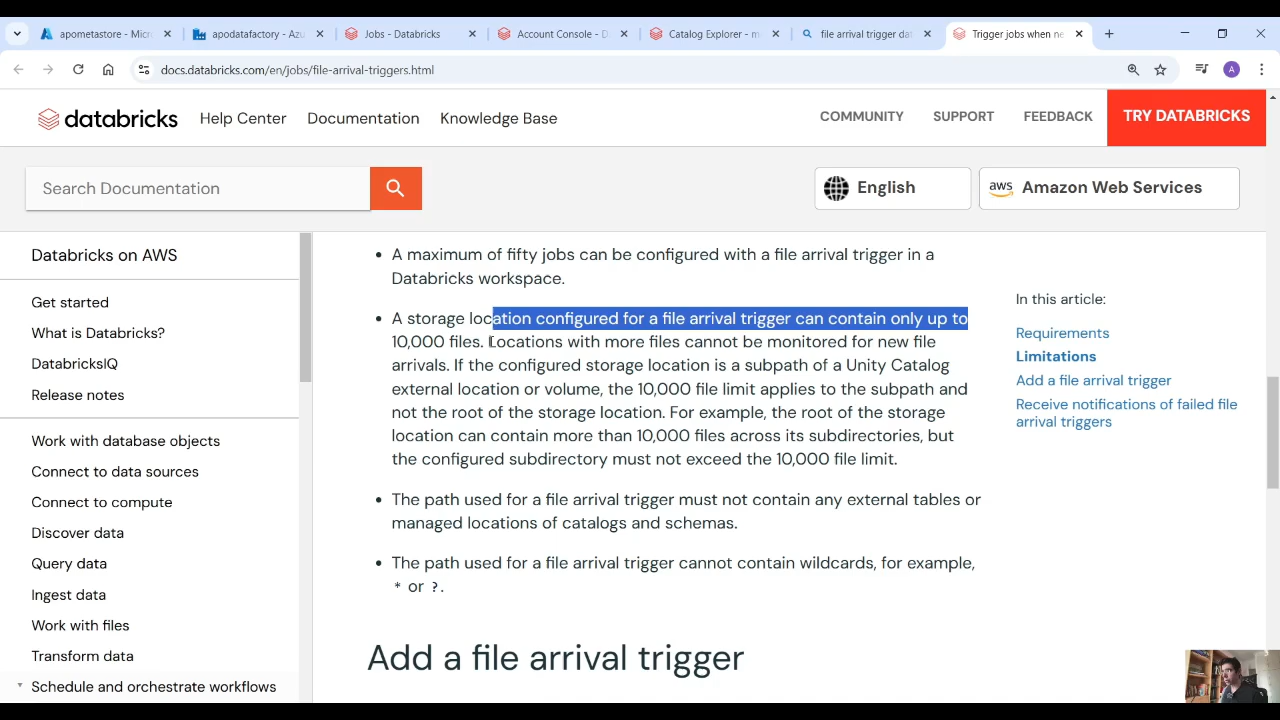 apometastore - Micr
apodatafactory - Azu
Jobs - Databricks
Account Console - D
Catalog Explorer - m
file arrival trigger dat
Trigger jobs when ne
docs.databricks.com/en/jobs/file-arrival-triggers.html
A
databricks
Help Center
Documentation
Knowledge Base
COMMUNITY
SUPPORT
FEEDBACK
TRY DATABRICKS
Search Documentation
English
aws
Amazon Web Services
Databricks on AWS
Get started
What is Databricks?
DatabricksIQ
Release notes
Work with database objects
Connect to data sources
Connect to compute
Discover data
Query data
Ingest data
Work with files
Transform data
Schedule and orchestrate workflows
• A maximum of fifty jobs can be configured with a file arrival trigger in a
Databricks workspace.
• A storage location configured for a file arrival trigger can contain only up to
10,000 files. Locations with more files cannot be monitored for new file
arrivals. If the configured storage location is a subpath of a Unity Catalog
external location or volume, the 10,000 file limit applies to the subpath and
not the root of the storage location. For example, the root of the storage
location can contain more than 10,000 files across its subdirectories, but
the configured subdirectory must not exceed the 10,000 file limit.
• The path used for a file arrival trigger must not contain any external tables or
managed locations of catalogs and schemas.
• The path used for a file arrival trigger cannot contain wildcards, for example,
* or ?.
Add a file arrival trigger
In this article:
Requirements
Limitations
Add a file arrival trigger
Receive notifications of failed file
arrival triggers